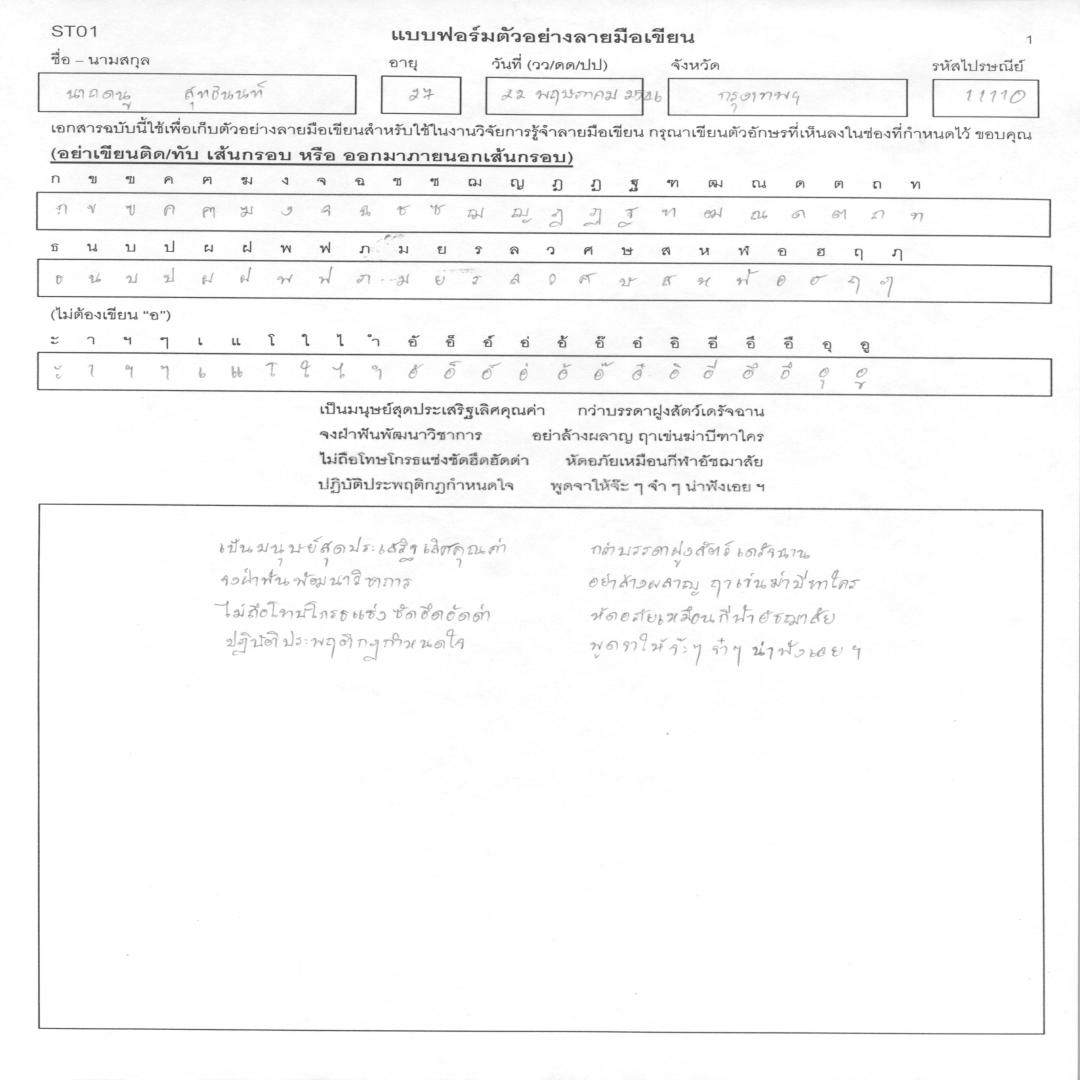 ST01 แบบฟอร์มตัวอย่างลายมือเขียน 1
ชื่อ – นามสกุล อายุ วันที่ (วว/ดด/ปป) จังหวัด รหัสไปรษณีย์
สุทธินนท์ 27 22 พฤษภาคม กรุงเทพฯ 11110
เอกสารฉบับนี้ใช้เพื่อเก็บตัวอย่างลายมือเขียนสำหรับใช้ในงานวิจัยการรู้จำลายมือเขียน กรุณาเขียนตัวอักษรที่เห็นลงในช่องที่กำหนดไว้ ขอบคุณ
(อย่าเขียนติด/ทับ เส้นกรอบ หรือ ออกมาภายนอกเส้นกรอบ)
ก ข ฃ ค ฅ ฆ ง จ ฉ ช ซ ฌ ญ ฎ ฏ ฐ ฑ ฒ ณ ด ต ถ ท
ก ข ฃ ค ฅ ฆ ง จ ฉ ช ซ ฌ ญ ฎ ฏ ฐ ฑ ฒ ณ ด ต ถ ท
ธ น บ ป ผ ฝ พ ฟ ภ ม ย ร ล ว ศ ษ ส ห ฬ อ ฮ ฤ ฦ
ธ น บ ป ผ ฝ พ ฟ ภ ม ย ร ล ว ศ ษ ส ห ฬ อ ฮ ฤ ฦ
(ไม่ต้องเขียน “อ”)
ะ า ฯ ๆ เ แ โ ใ ไ ำ อั อ็ อ์ อ่ อ้ อ๊ อ๋ อิ อี อึ อื อุ อู
ะ า ฯ ๆ เ แ โ ใ ไ ำ อั อ็ อ์ อ่ อ้ อ๊ อ๋ อิ อี อึ อื อุ อู
เป็นมนุษย์สุดประเสริฐเลิศคุณค่า กว่าบรรดาฝูงสัตว์เดรัจฉาน
จงฝ่าฟันพัฒนาวิชาการ อย่าล้างผลาญ ฤาเข่นฆ่าบีฑาใคร
ไม่ถือโทษโกรธแช่งซัดฮึดฮัดด่า หัดอภัยเหมือนกีฬาอัชฌาสัย
ปฏิบัติประพฤติกฎกำหนดใจ พูดจาให้จ๊ะ ๆ จ๋า ๆ น่าฟังเอย ฯ
เป็นมนุษย์สุดประเสริฐเลิศคุณค่า กว่าบรรดาฝูงสัตว์เดรัจฉาน
จงฝ่าฟันพัฒนาวิชาการ อย่าล้างผลาญ ฤาเข่นฆ่าบีฑาใคร
ไม่ถือโทษโกรธแช่ง ซัดฮึดฮัดด่า หัดอภัยเหมือนกีฬาอัชฌาสัย
ปฏิบัติประพฤติกฎกำหนดใจ พูดจาให้จ๊ะๆ จ๋าๆ น่าฟังเอย ฯ